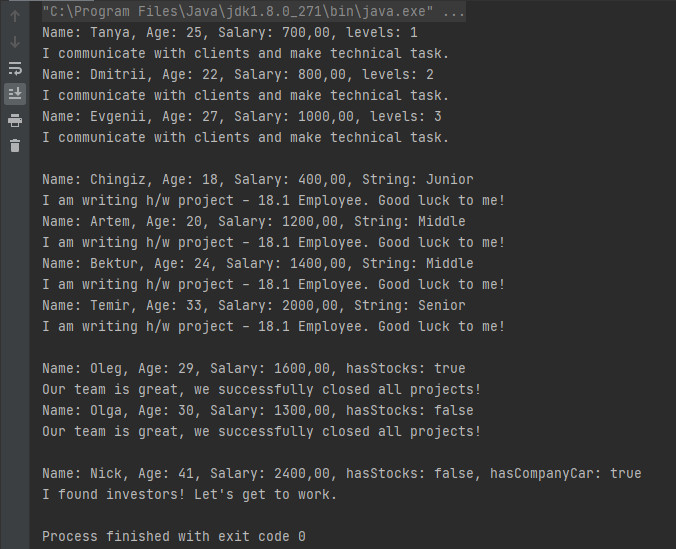 "C:\Program Files\Java\jdk1.8.0_271\bin\java.exe" ...
Name: Tanya, Age: 25, Salary: 700,00, levels: 1
I communicate with clients and make technical task.
Name: Dmitrii, Age: 22, Salary: 800,00, levels: 2
I communicate with clients and make technical task.
Name: Evgenii, Age: 27, Salary: 1000,00, levels: 3
I communicate with clients and make technical task.

Name: Chingiz, Age: 18, Salary: 400,00, String: Junior
I am writing h/w project - 18.1 Employee. Good luck to me!
Name: Artem, Age: 20, Salary: 1200,00, String: Middle
I am writing h/w project - 18.1 Employee. Good luck to me!
Name: Bektur, Age: 24, Salary: 1400,00, String: Middle
I am writing h/w project - 18.1 Employee. Good luck to me!
Name: Temir, Age: 33, Salary: 2000,00, String: Senior
I am writing h/w project - 18.1 Employee. Good luck to me!

Name: Oleg, Age: 29, Salary: 1600,00, hasStocks: true
Our team is great, we successfully closed all projects!
Name: Olga, Age: 30, Salary: 1300,00, hasStocks: false
Our team is great, we successfully closed all projects!

Name: Nick, Age: 41, Salary: 2400,00, hasStocks: false, hasCompanyCar: true
I found investors! Let's get to work.

Process finished with exit code 0